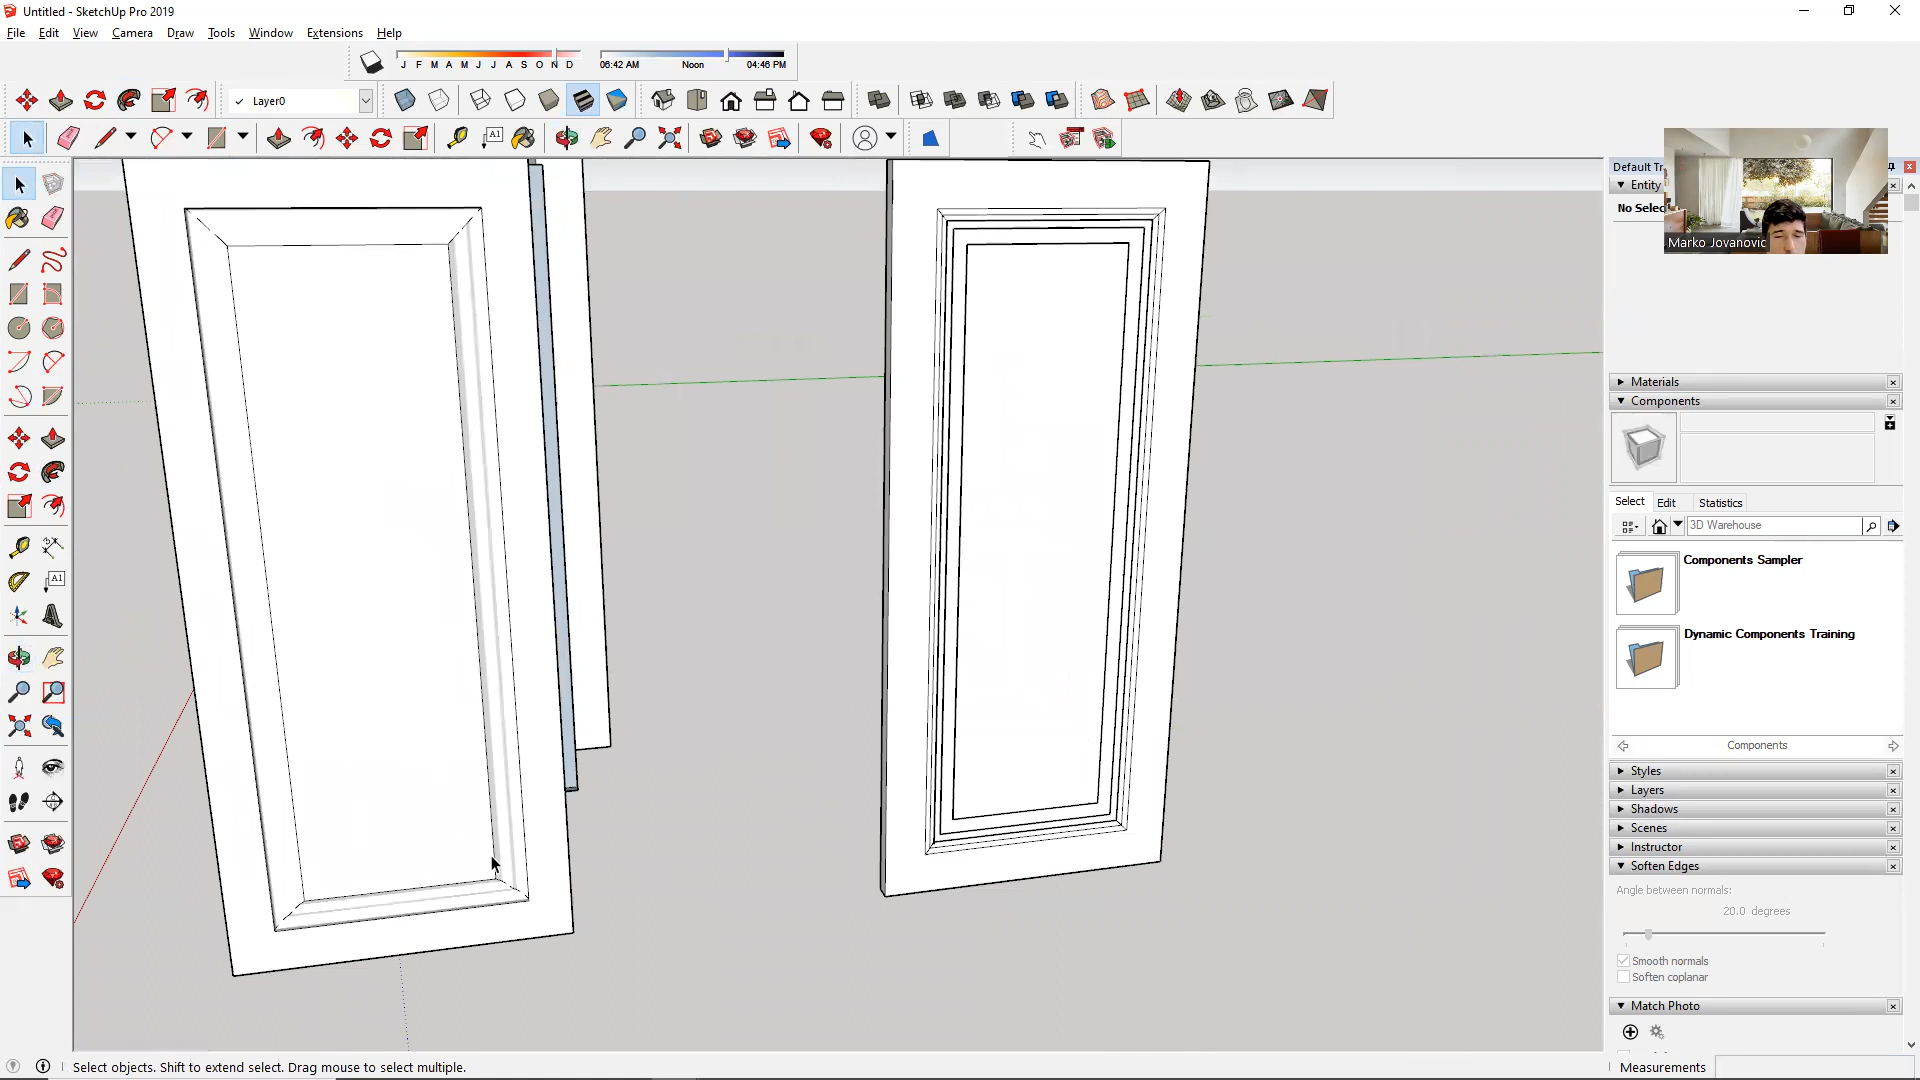 Untitled - SketchUp Pro 2019
File Edit View Camera Draw Tools Window Extensions Help
J F M A M J J A S O N D
06:42 AM Noon 04:46 PM
✓ Layer0
A1
Default Tr
Entity
No Selec
Marko Jovanovic
A1
Materials
Components
Select Edit Statistics
3D Warehouse
Components Sampler
Dynamic Components Training
Components
Styles
Layers
Shadows
Scenes
Instructor
Soften Edges
Angle between normals:
20.0 degrees
Smooth normals
Soften coplanar
Match Photo
Select objects. Shift to extend select. Drag mouse to select multiple.
Measurements